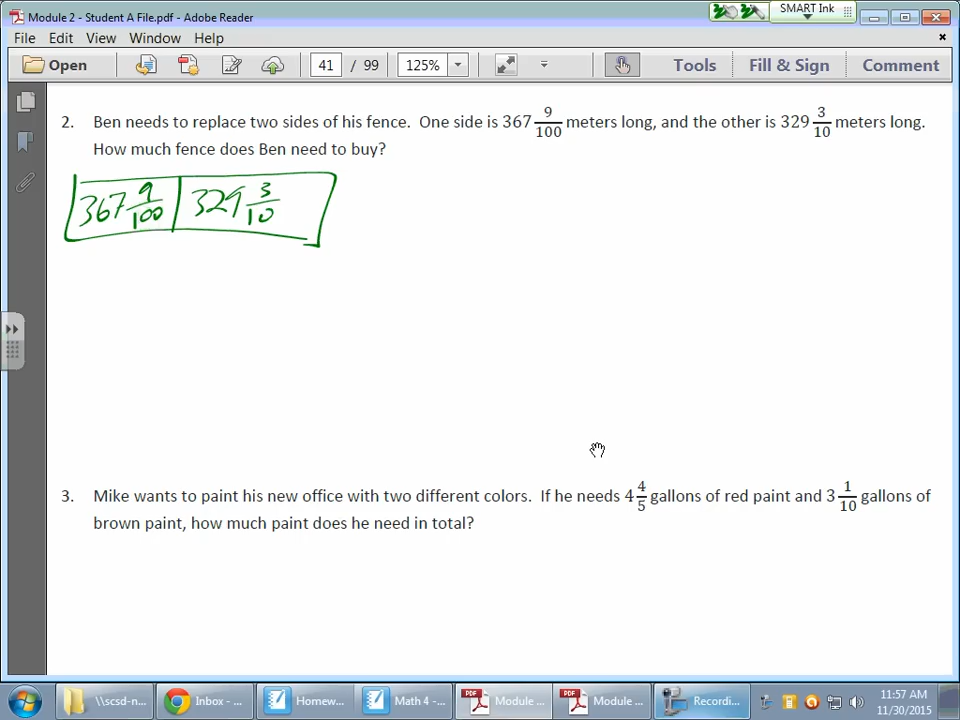 Module 2 - Student A File.pdf - Adobe Reader
SMART Ink
File Edit View Window Help
Open 41 / 99 125% Tools Fill & Sign Comment
2. Ben needs to replace two sides of his fence. One side is 367 9/100 meters long, and the other is 329 3/10 meters long.
How much fence does Ben need to buy?
367 9/100 329 3/10
3. Mike wants to paint his new office with two different colors. If he needs 4 4/5 gallons of red paint and 3 1/10 gallons of
brown paint, how much paint does he need in total?
\\scsd-n... Inbox - ... Homew... Math 4 -... Module ... Module ... Recordi... 11:57 AM
11/30/2015